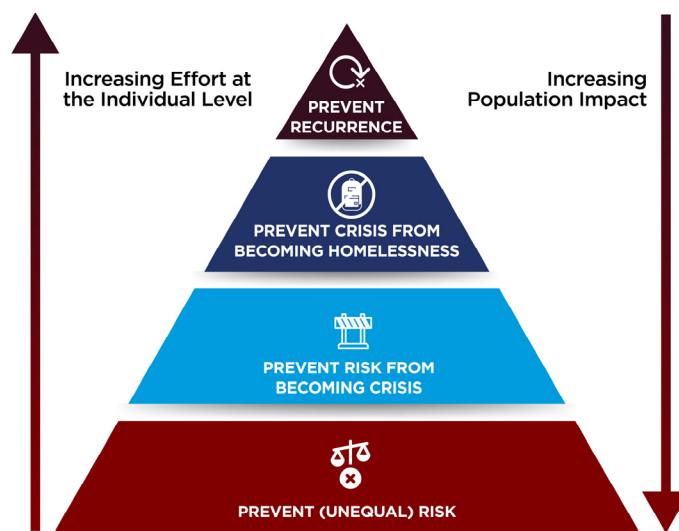 Increasing Effort at
the Individual Level
Increasing
Population Impact
PREVENT
RECURRENCE
PREVENT CRISIS FROM
BECOMING HOMELESSNESS
PREVENT RISK FROM
BECOMING CRISIS
PREVENT (UNEQUAL) RISK